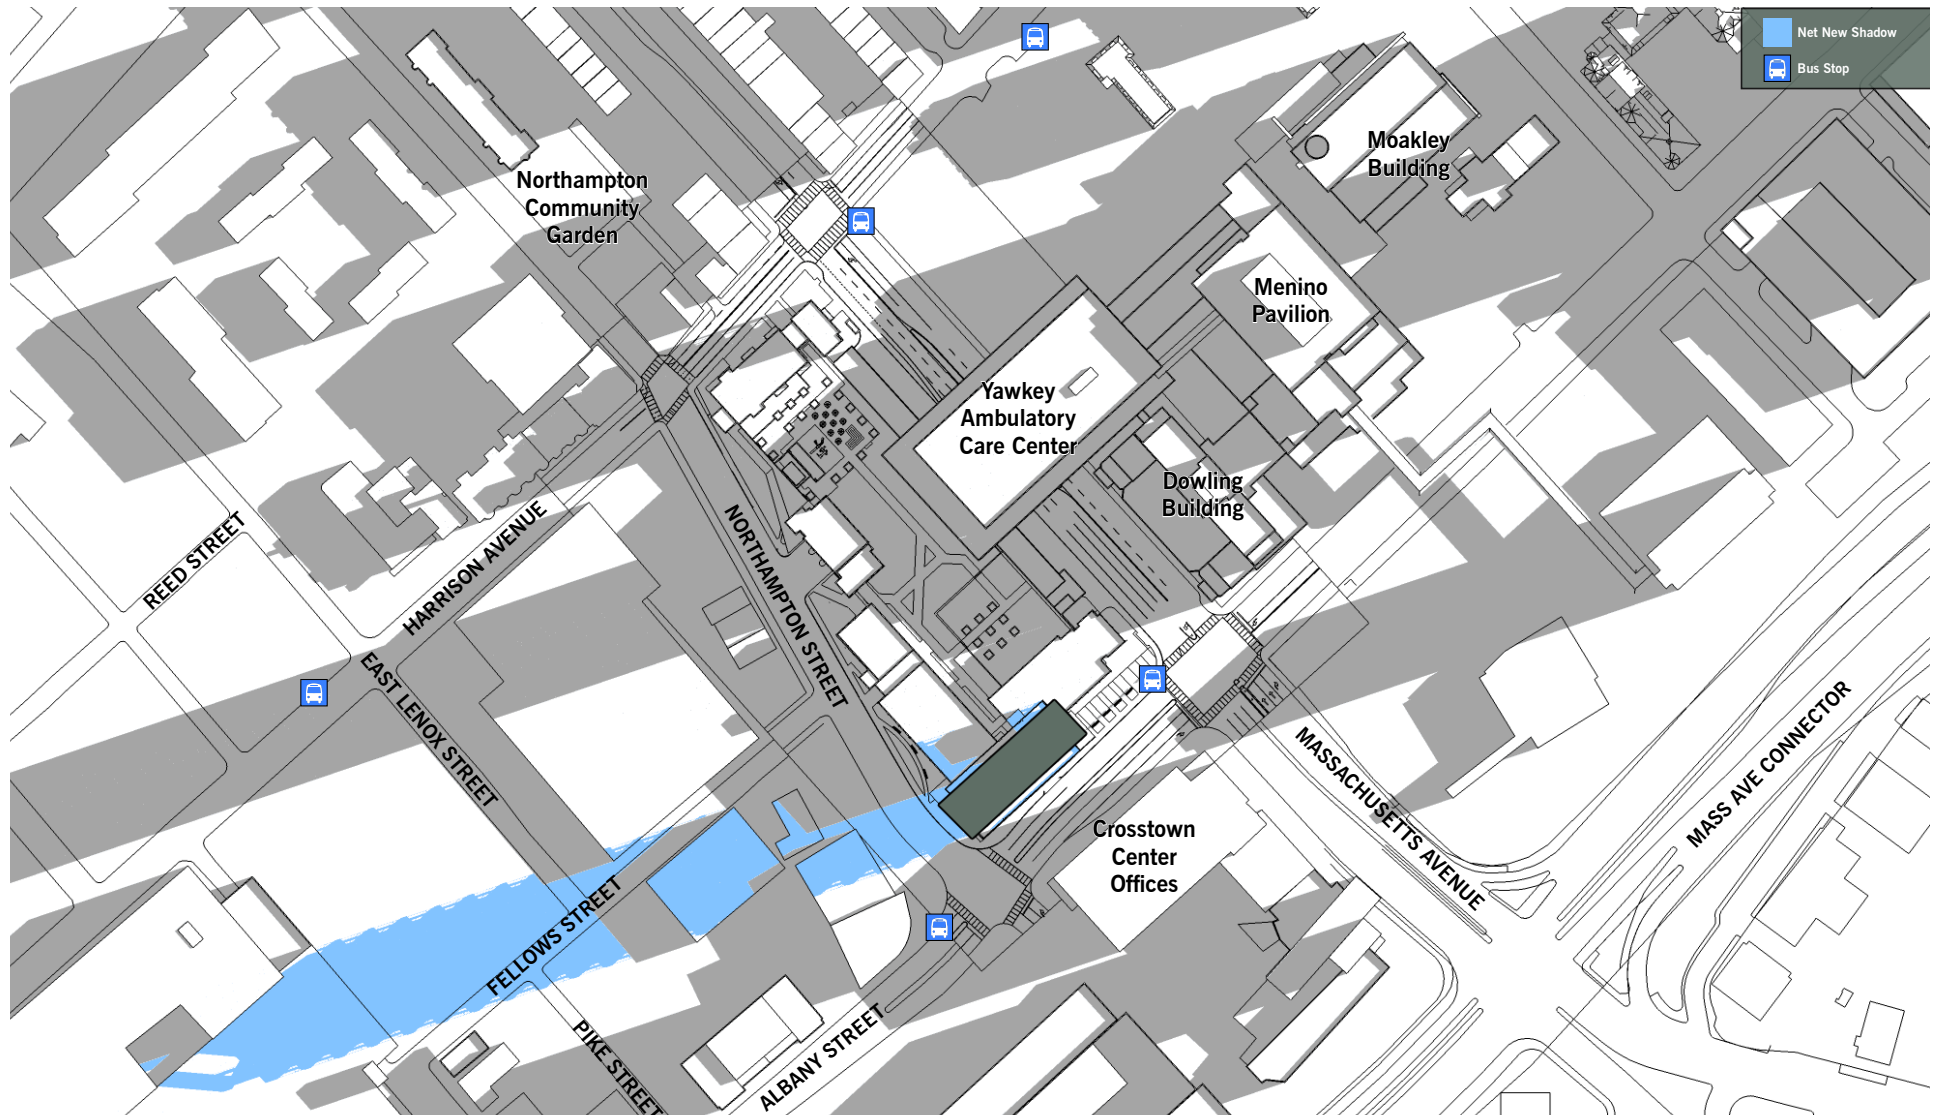 Net New Shadow
Bus Stop
Moakley
Building
Northampton
Community
Garden
Menino
Pavilion
Yawkey
Ambulatory
Care Center
Dowling
Building
REED STREET
HARRISON AVENUE
NORTHAMPTON STREET
EAST LENOX STREET
MASSACHUSETTS AVENUE
MASS AVE CONNECTOR
Crosstown
Center
Offices
FELLOWS STREET
PIKE STREET
ALBANY STREET